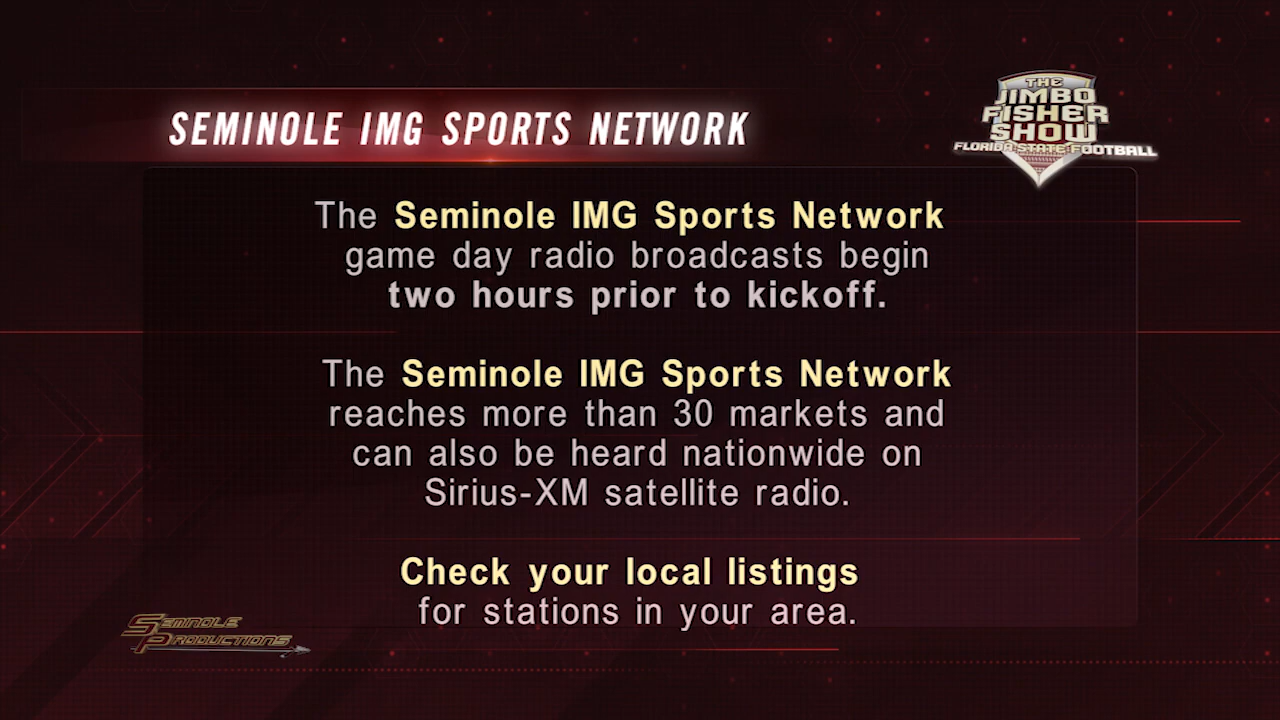 SEMINOLE IMG SPORTS NETWORK
THE
JIMBO
FISHER
SHOW
FLORIDA STATE FOOTBALL
The Seminole IMG Sports Network
game day radio broadcasts begin
two hours prior to kickoff.
The Seminole IMG Sports Network
reaches more than 30 markets and
can also be heard nationwide on
Sirius-XM satellite radio.
Check your local listings
for stations in your area.
SEMINOLE
PRODUCTIONS